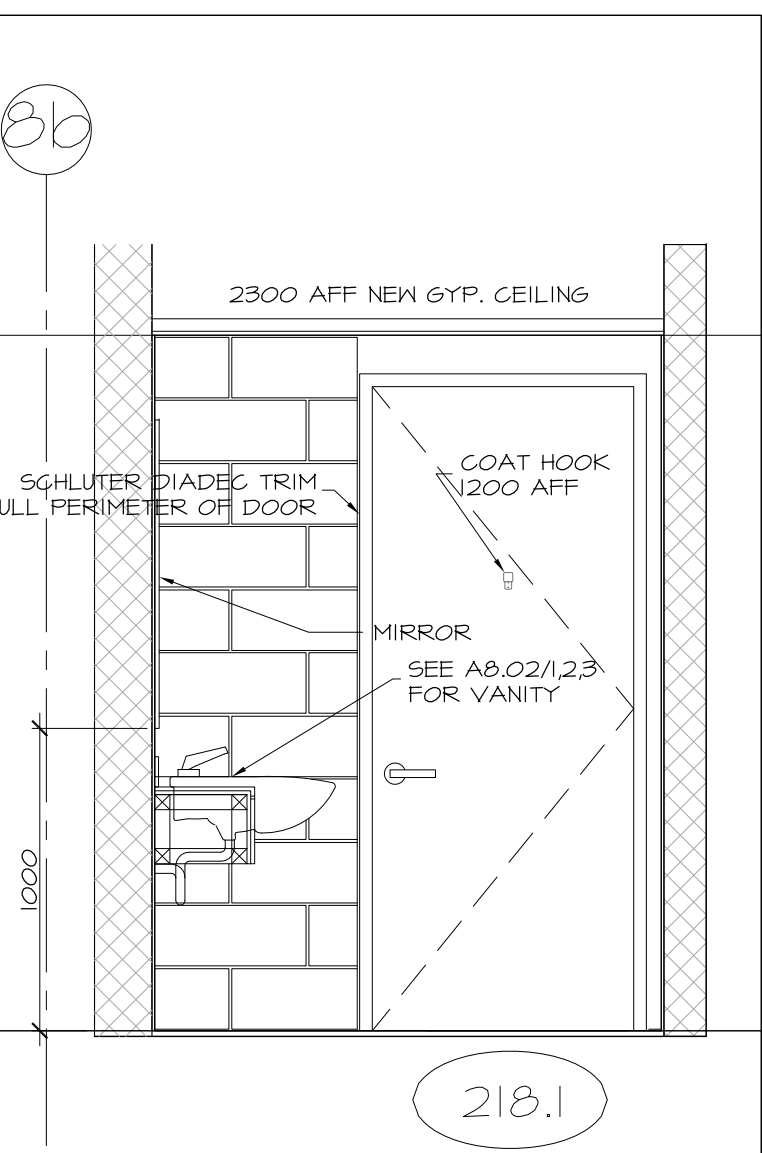 8b
2300 AFF NEW GYP. CEILING
SCHLUTER DIADEC TRIM
PERIMETER OF DOOR
COAT HOOK
1200 AFF
MIRROR
SEE A8.02/1,2,3
FOR VANITY
1000
218.1